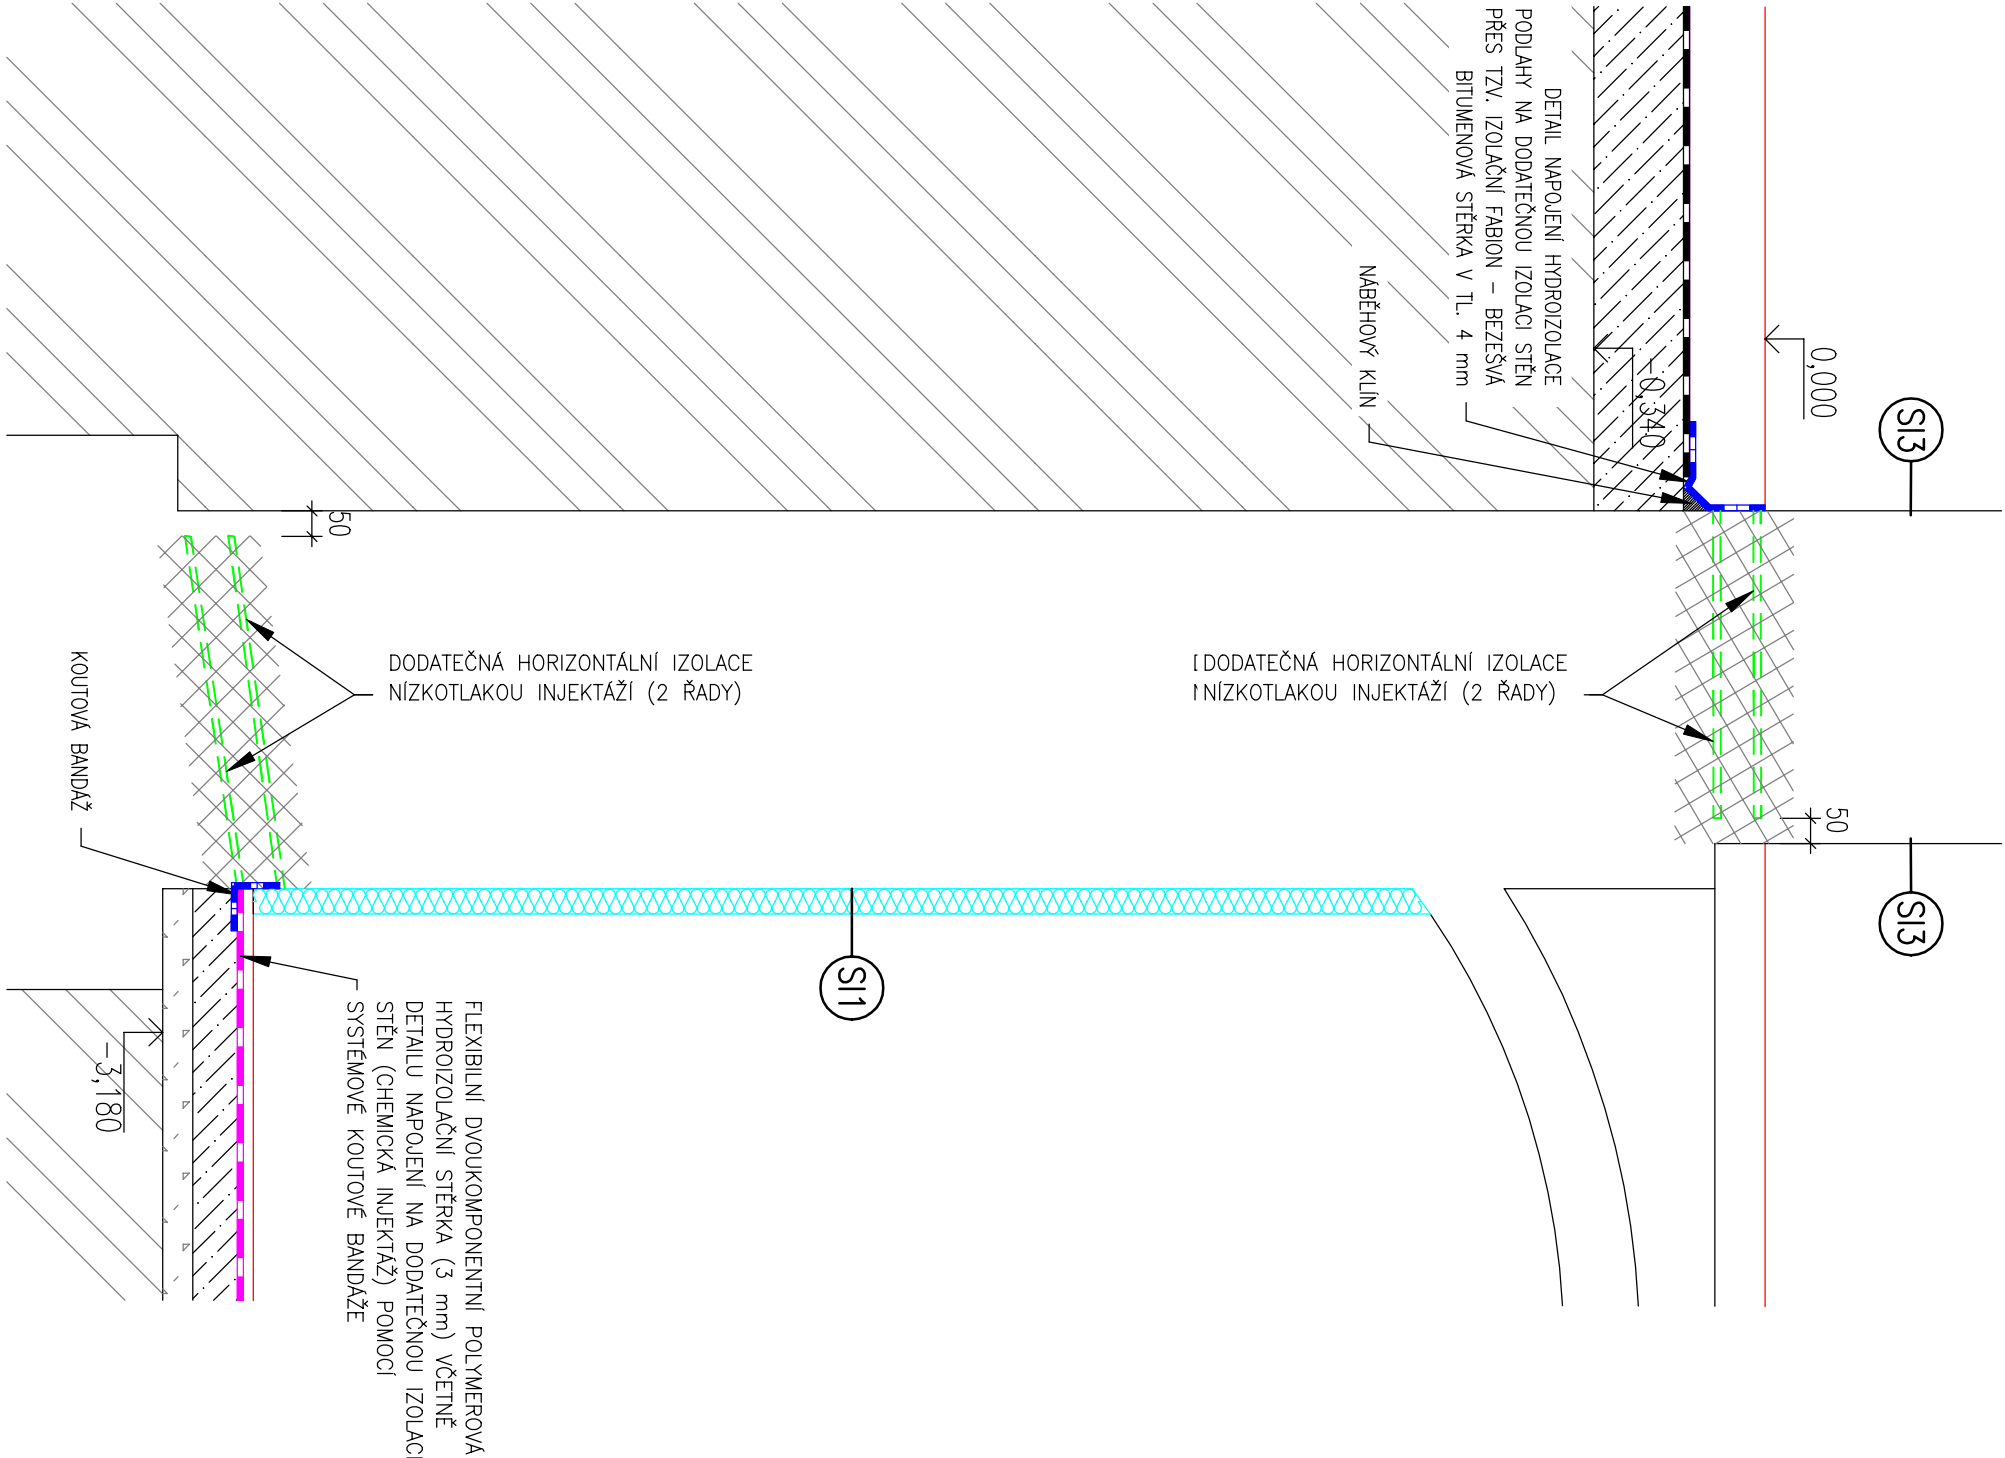 DETAIL NAPOJENÍ HYDROIZOLACE
PODLAHY NA DODATEČNOU IZOLACI STĚN
PŘES TZV. IZOLAČNÍ FABION – BEZEŠVÁ
BITUMENOVÁ STĚRKA V TL. 4 mm
NÁBĚHOVÝ KLÍN
0,000
-0,340
SI3
50
DODATEČNÁ HORIZONTÁLNÍ IZOLACE
NÍZKOTLAKOU INJEKTÁŽÍ (2 ŘADY)
DODATEČNÁ HORIZONTÁLNÍ IZOLACE
NÍZKOTLAKOU INJEKTÁŽÍ (2 ŘADY)
50
SI3
KOUTOVÁ BANDÁŽ
SI1
-3,180
FLEXIBILNÍ DVOUKOMPONENTNÍ POLYMEROVÁ
HYDROIZOLAČNÍ STĚRKA (3 mm) VČETNĚ
DETAILU NAPOJENÍ NA DODATEČNOU IZOLACI
STĚN (CHEMICKÁ INJEKTÁŽ) POMOCÍ
SYSTÉMOVÉ KOUTOVÉ BANDÁŽE